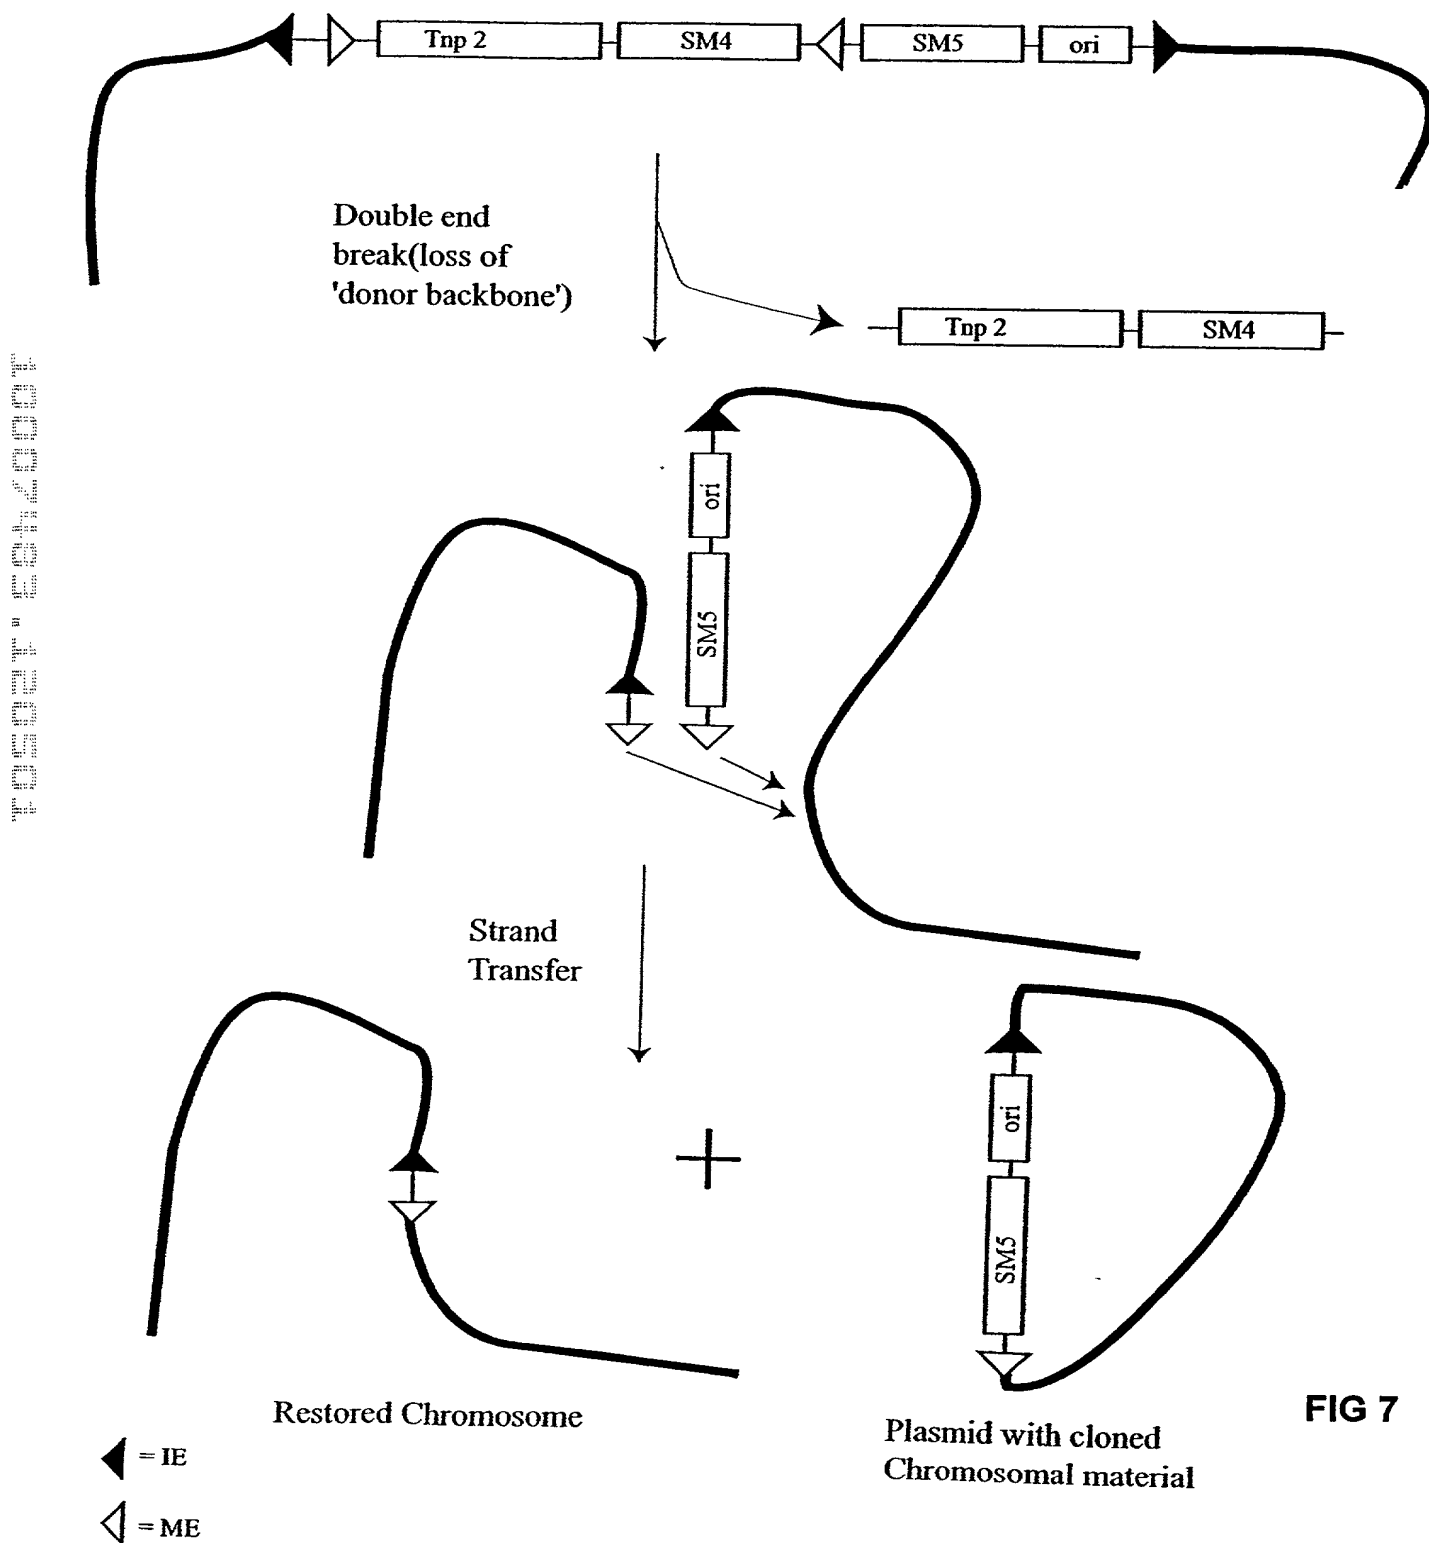 Tnp 2 SM4 SM5 ori
Double end
break(loss of
'donor backbone')
Tnp 2 SM4
ori
SM5
Strand
Transfer
ori
SM5
Restored Chromosome
Plasmid with cloned
Chromosomal material
FIG 7
= IE
= ME